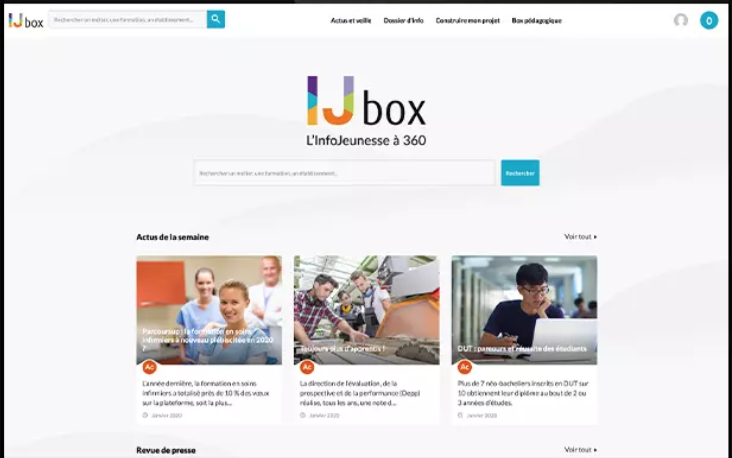 IJ box
Rechercher un métier, une formation, un établissement...
Actus et veille
Dossier d'info
Construire mon projet
Box pédagogique
0
IJ box
L'InfoJeunesse à 360
Rechercher un métier, une formation, un établissement...
Rechercher
Actus de la semaine
Voir tout
Parcoursup : la formation en soins
infirmiers à nouveau plébiscitée en 2020
?
Ac
L'année dernière, la formation en soins
infirmiers a totalisé près de 10 % des vœux
sur la plateforme, soit la plus...
Janvier 2020
Toujours plus d'apprentis !
Ac
La direction de l'évaluation, de la
prospective et de la performance (Depp)
réalise, tous les ans, une note d...
Janvier 2020
DUT : parcours et réussite des étudiants
Ac
Plus de 7 néo-bacheliers inscrits en DUT sur
10 obtiennent leur diplôme au bout de 2 ou
3 années d'études.
Janvier 2020
Revue de presse
Voir tout